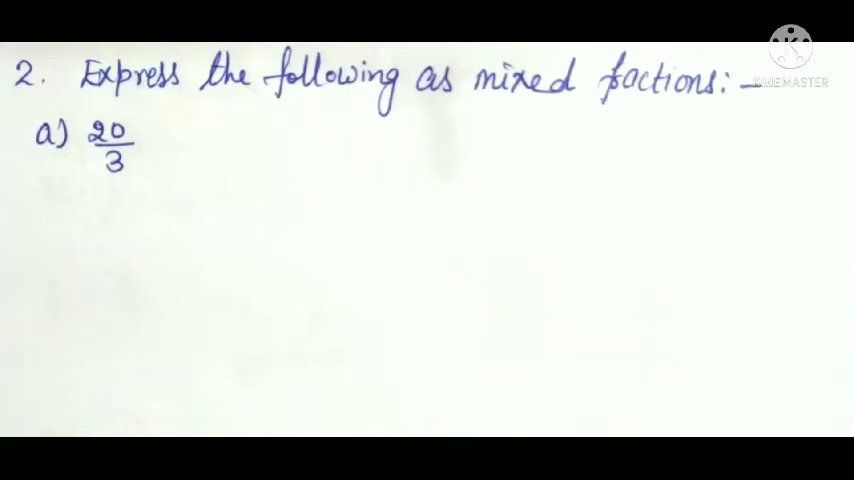 KINEMASTER
2. Express the following as mixed factions: -
a) 20/3